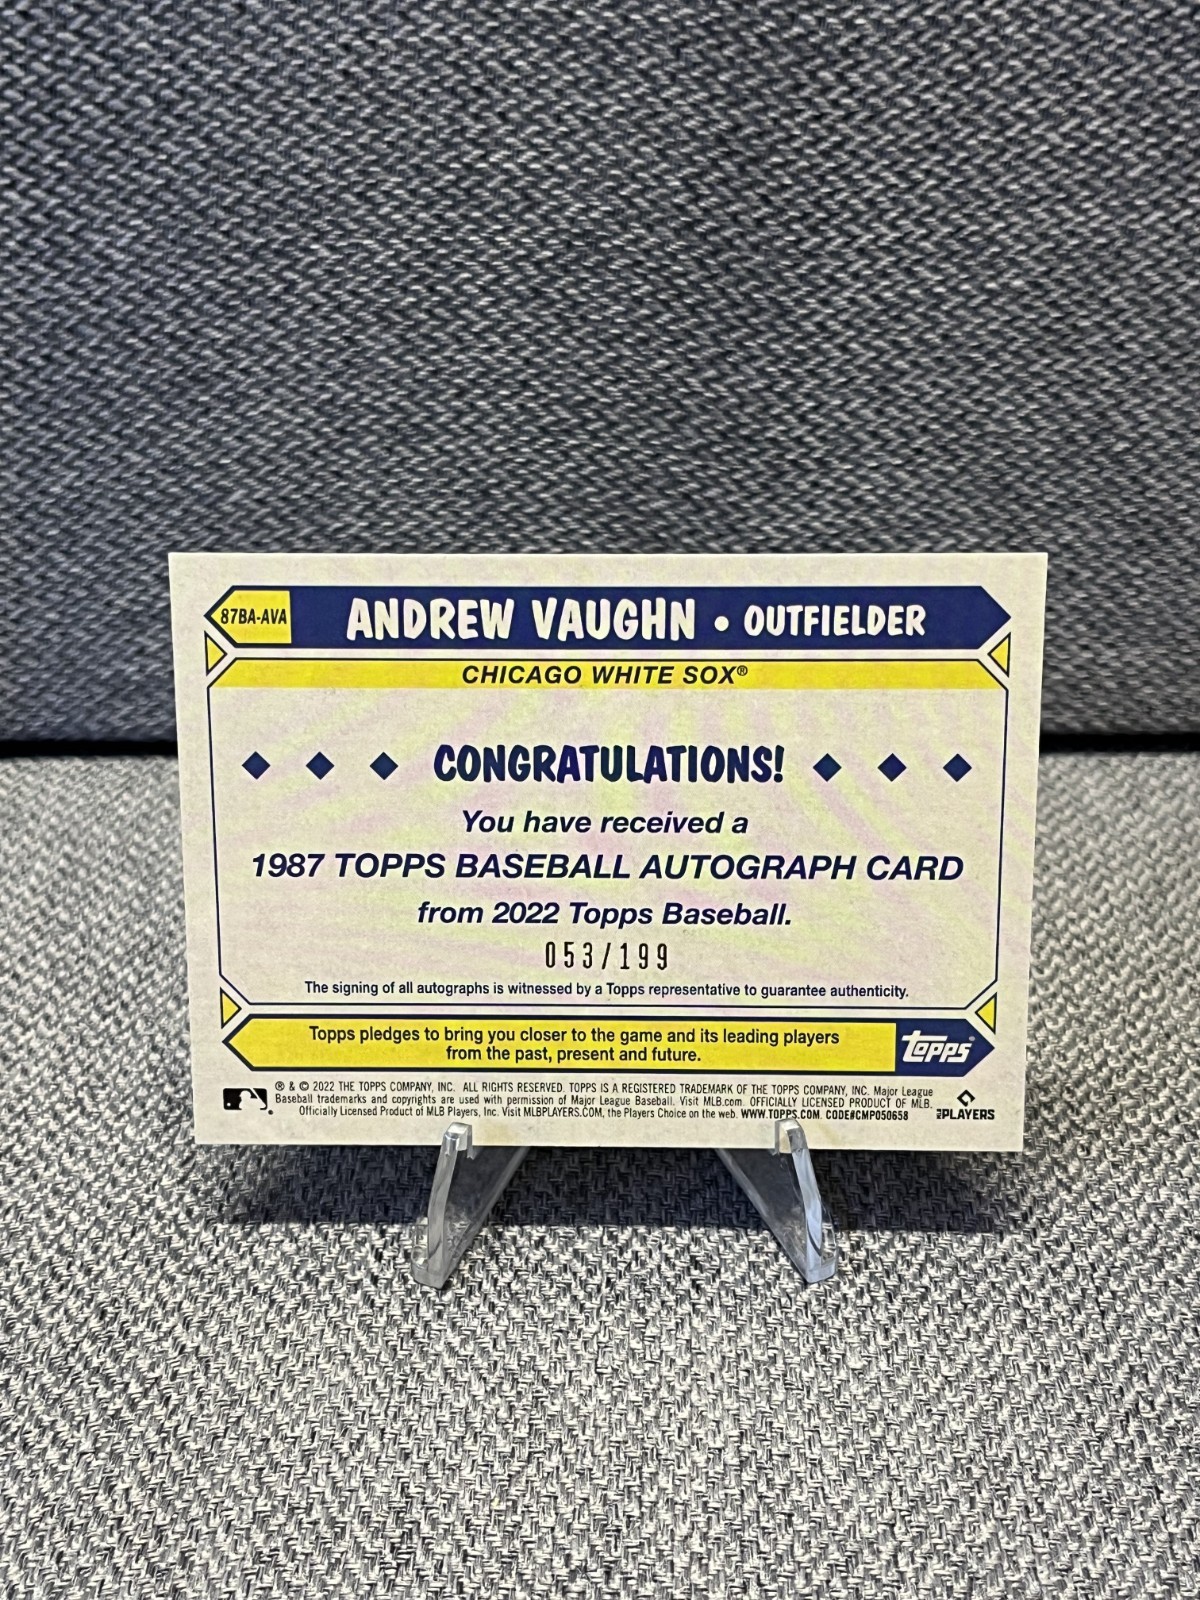 87BA-AVA
ANDREW VAUGHN • OUTFIELDER
CHICAGO WHITE SOX®
CONGRATULATIONS!
You have received a
1987 TOPPS BASEBALL AUTOGRAPH CARD
from 2022 Topps Baseball.
053/199
The signing of all autographs is witnessed by a Topps representative to guarantee authenticity.
Topps pledges to bring you closer to the game and its leading players
from the past, present and future.
topps®
® & © 2022 THE TOPPS COMPANY, INC. ALL RIGHTS RESERVED. TOPPS IS A REGISTERED TRADEMARK OF THE TOPPS COMPANY, INC. Major League
Baseball trademarks and copyrights are used with permission of Major League Baseball. Visit MLB.com. OFFICIALLY LICENSED PRODUCT OF MLB.
Officially Licensed Product of MLB Players, Inc. Visit MLBPLAYERS.COM, the Players Choice on the web. WWW.TOPPS.COM. CODE#CMP050658
PLAYERS